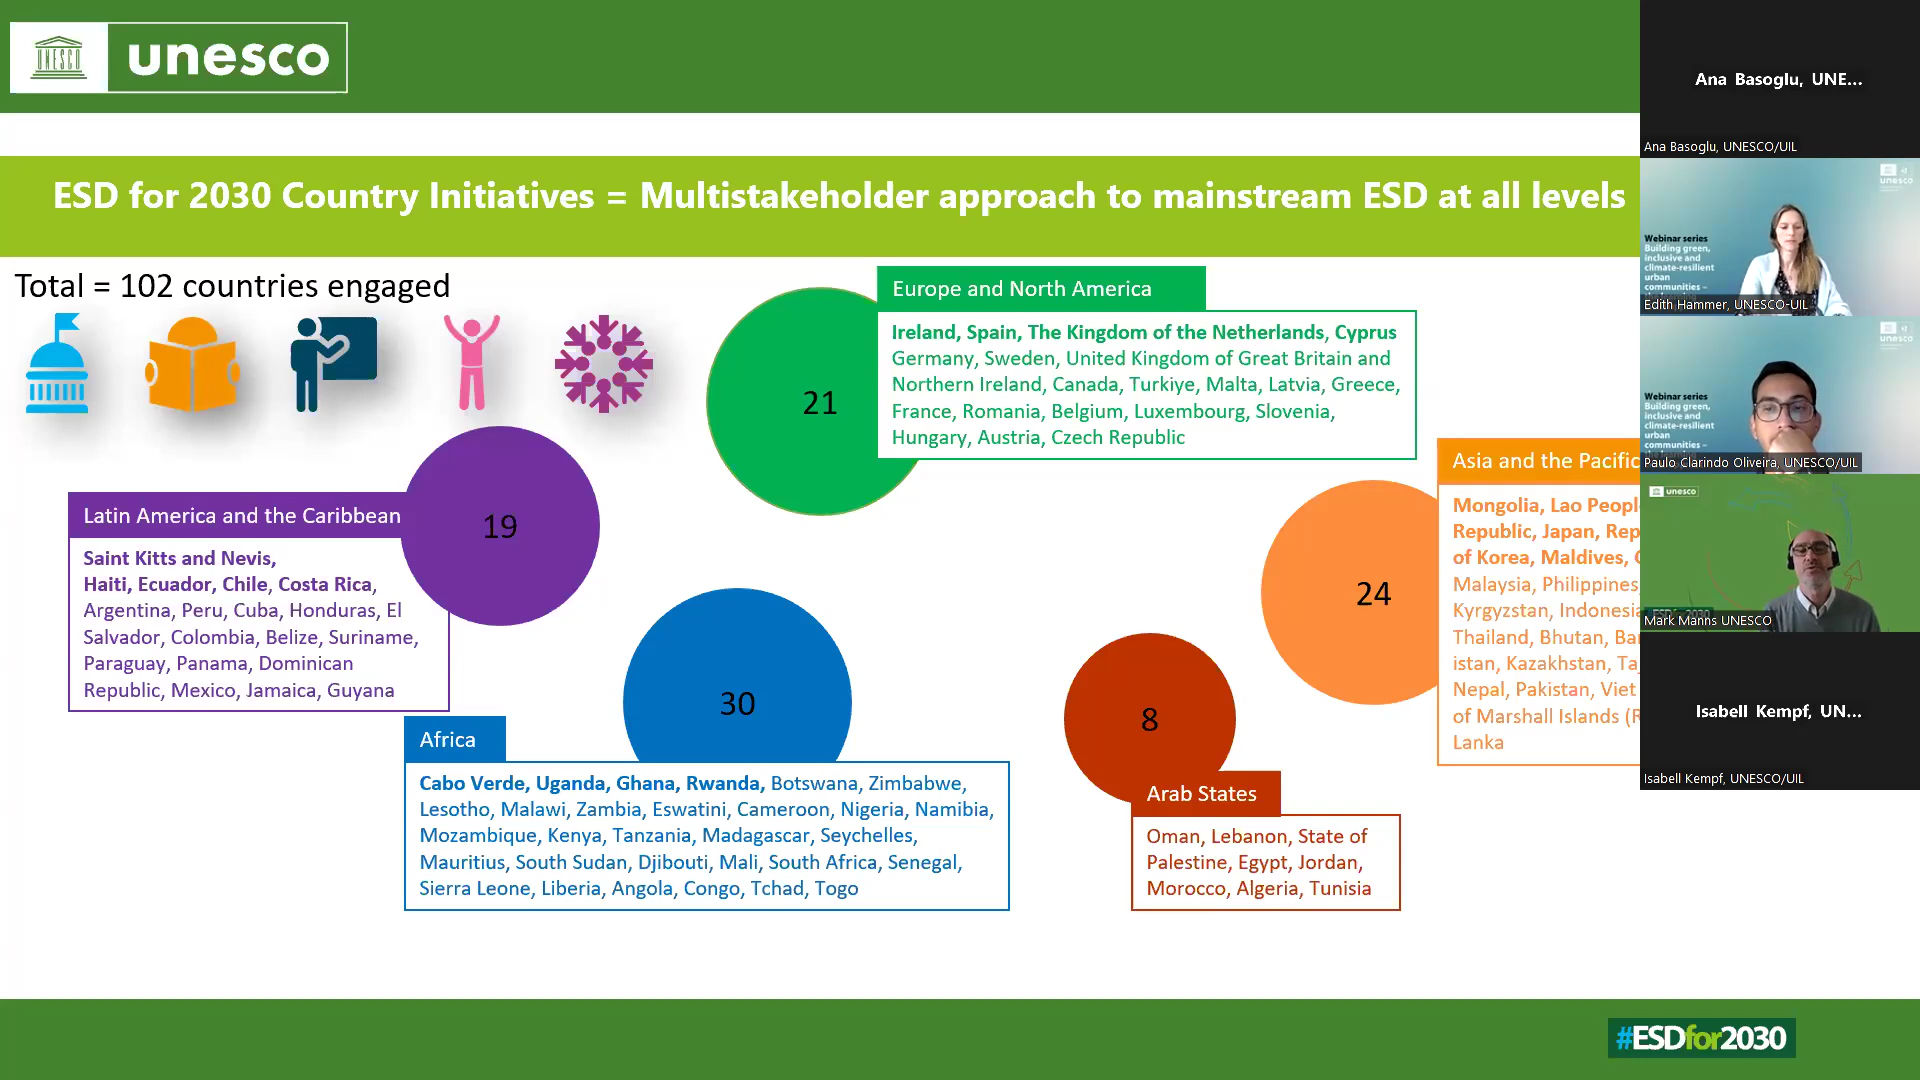 UNESCO
unesco
ESD for 2030 Country Initiatives = Multistakeholder approach to mainstream ESD at all levels
Total = 102 countries engaged
Europe and North America
21
Ireland, Spain, The Kingdom of the Netherlands, Cyprus
Germany, Sweden, United Kingdom of Great Britain and
Northern Ireland, Canada, Turkiye, Malta, Latvia, Greece,
France, Romania, Belgium, Luxembourg, Slovenia,
Hungary, Austria, Czech Republic
Latin America and the Caribbean
19
Saint Kitts and Nevis,
Haiti, Ecuador, Chile, Costa Rica,
Argentina, Peru, Cuba, Honduras, El
Salvador, Colombia, Belize, Suriname,
Paraguay, Panama, Dominican
Republic, Mexico, Jamaica, Guyana
30
Africa
Cabo Verde, Uganda, Ghana, Rwanda, Botswana, Zimbabwe,
Lesotho, Malawi, Zambia, Eswatini, Cameroon, Nigeria, Namibia,
Mozambique, Kenya, Tanzania, Madagascar, Seychelles,
Mauritius, South Sudan, Djibouti, Mali, South Africa, Senegal,
Sierra Leone, Liberia, Angola, Congo, Tchad, Togo
8
Arab States
Oman, Lebanon, State of
Palestine, Egypt, Jordan,
Morocco, Algeria, Tunisia
24
Asia and the Pacific
Mongolia, Lao Peopl
Republic, Japan, Rep
of Korea, Maldives,
Malaysia, Philippines,
Kyrgyzstan, Indonesia
Thailand, Bhutan, Ba
istan, Kazakhstan, Ta
Nepal, Pakistan, Viet
of Marshall Islands (R
Lanka
#ESDfor2030
Ana Basoglu, UNE...
Ana Basoglu, UNESCO/UIL
unesco
Webinar series
Building green,
inclusive and
climate-resilient
urban
communities –
Edith Hammer, UNESCO-UIL
unesco
Webinar series
Building green,
inclusive and
climate-resilient
urban
communities –
Paulo Clarindo Oliveira, UNESCO/UIL
unesco
Mark Manns UNESCO
Isabell Kempf, UN...
Isabell Kempf, UNESCO/UIL